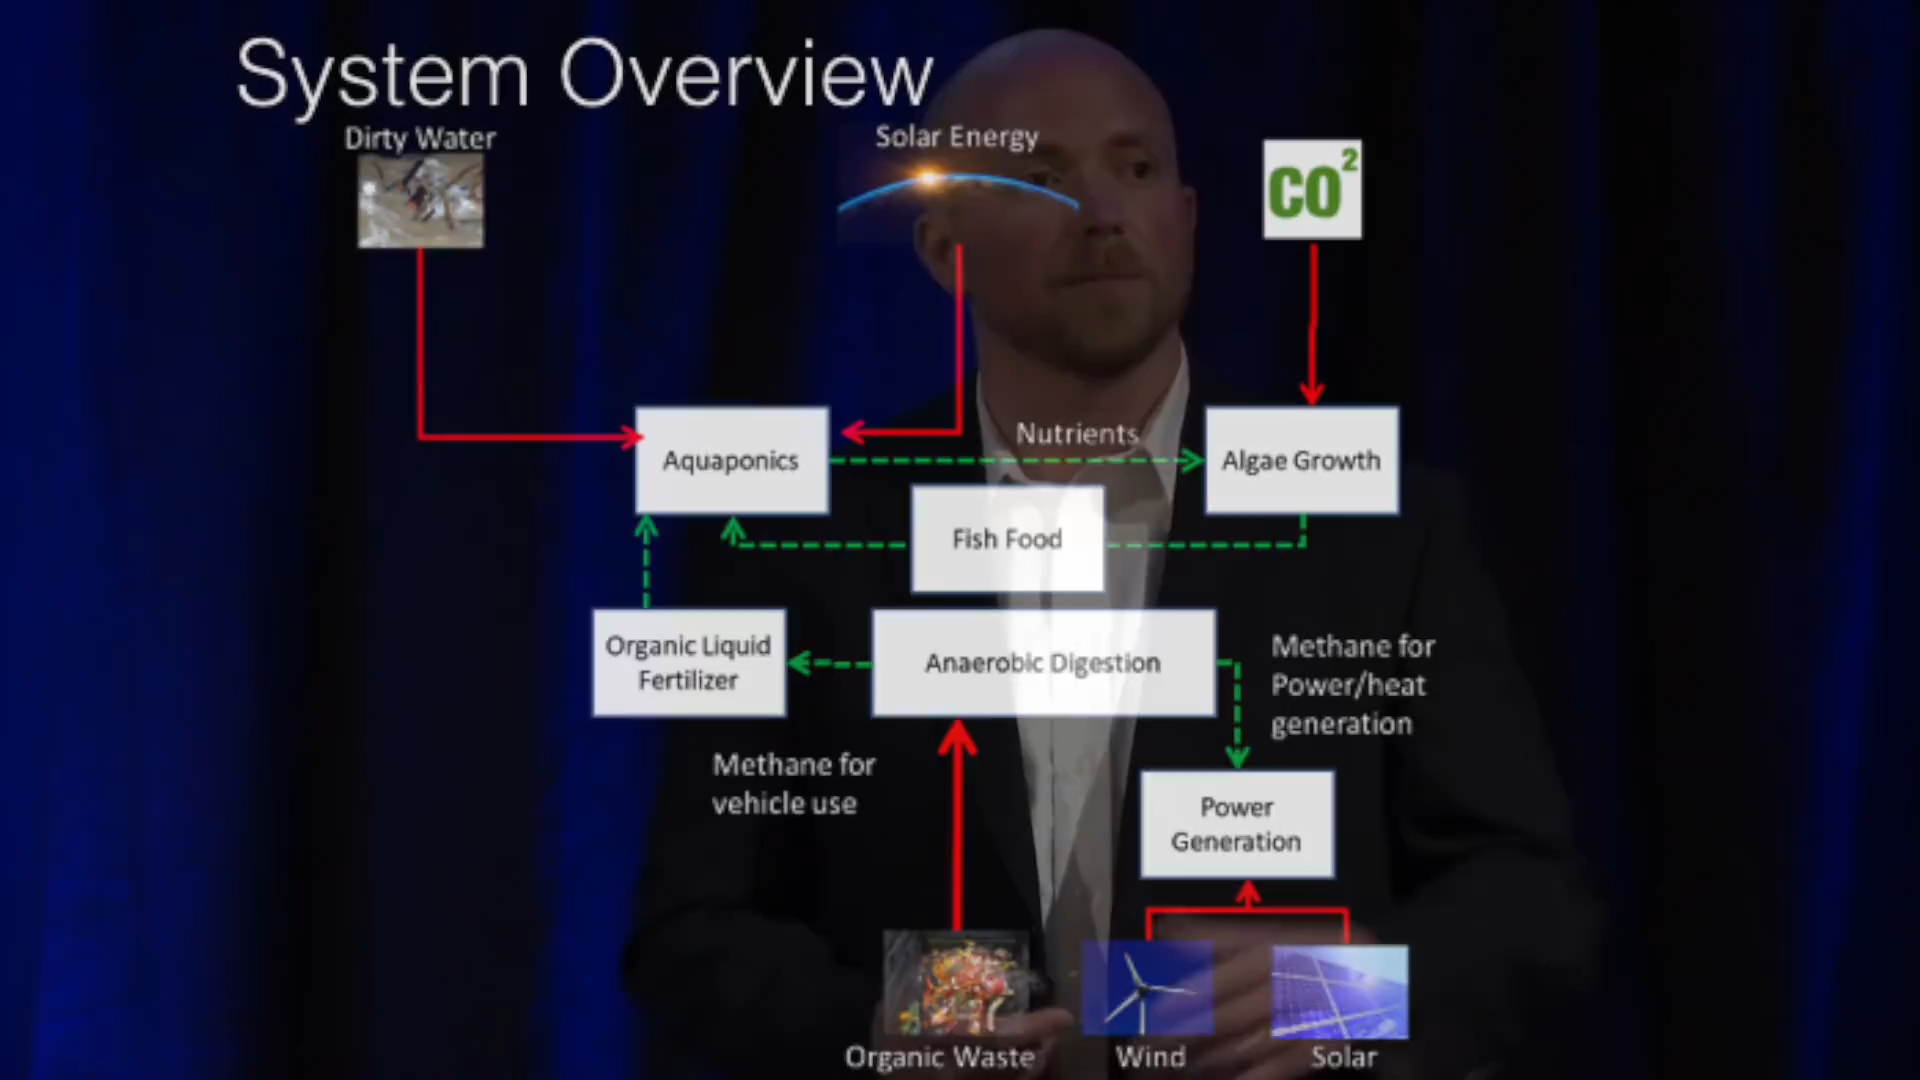 System Overview
Dirty Water
Solar Energy
CO²
Aquaponics
Nutrients
Algae Growth
Fish Food
Organic Liquid
Fertilizer
Anaerobic Digestion
Methane for
Power/heat
generation
Methane for
vehicle use
Power
Generation
Organic Waste
Wind
Solar